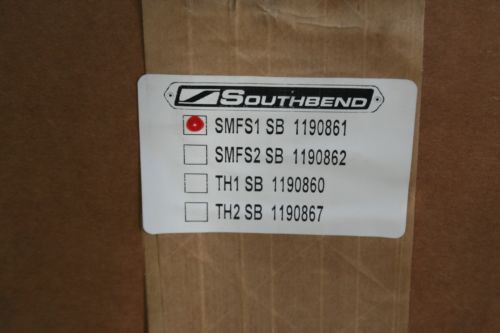 SOUTHBEND
SMFS1 SB 1190861
SMFS2 SB 1190862
TH1 SB 1190860
TH2 SB 1190867